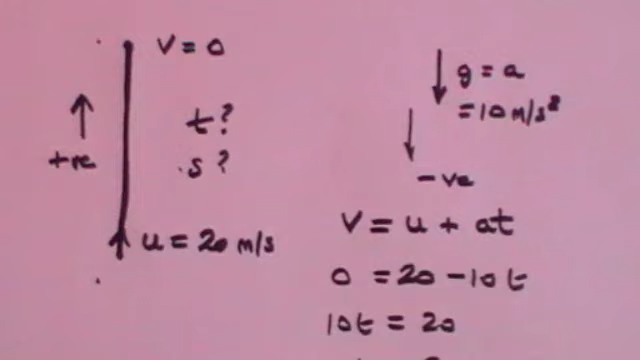 V = 0
t?
s?
+ve
u = 20 m/s
g = a
= 10 m/s²
- ve
V = u + at
0 = 20 - 10t
10t = 20